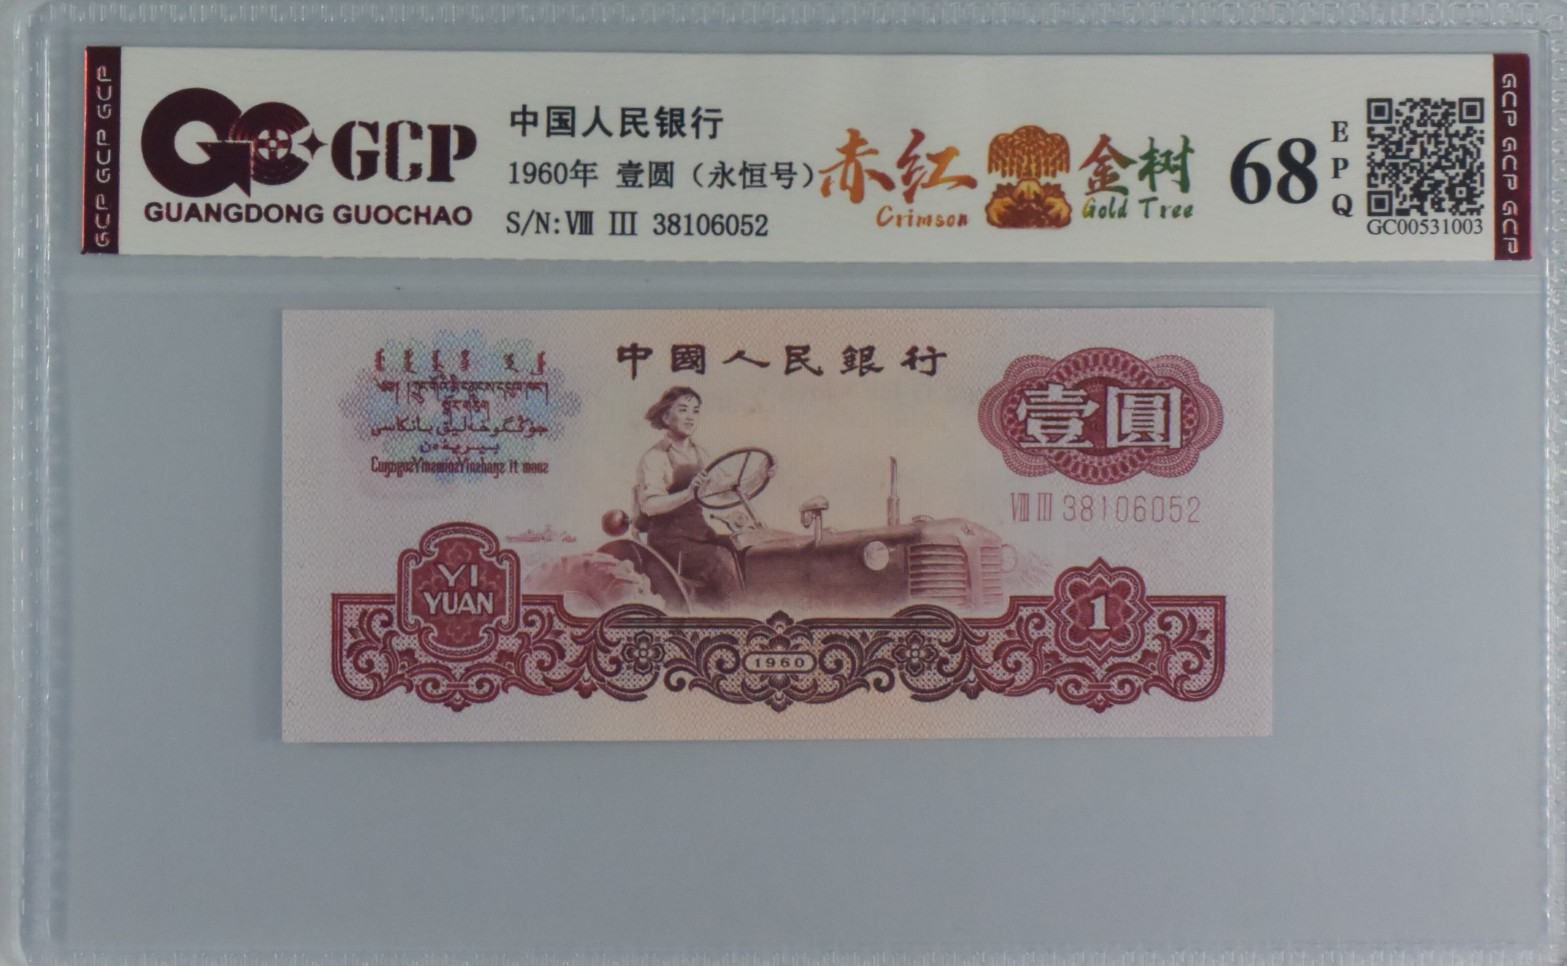 GCP GCP GCP
GCP
GUANGDONG GUOCHAO
中国人民银行
1960年 壹圆（永恒号）
S/N:Ⅷ Ⅲ 38106052
赤红
Crimson
金树
Gold Tree
68
EPQ
GC00531003
GCP GCP GCP
中國人民銀行
壹圓
Ⅷ Ⅲ 38106052
YI
YUAN
1960
1